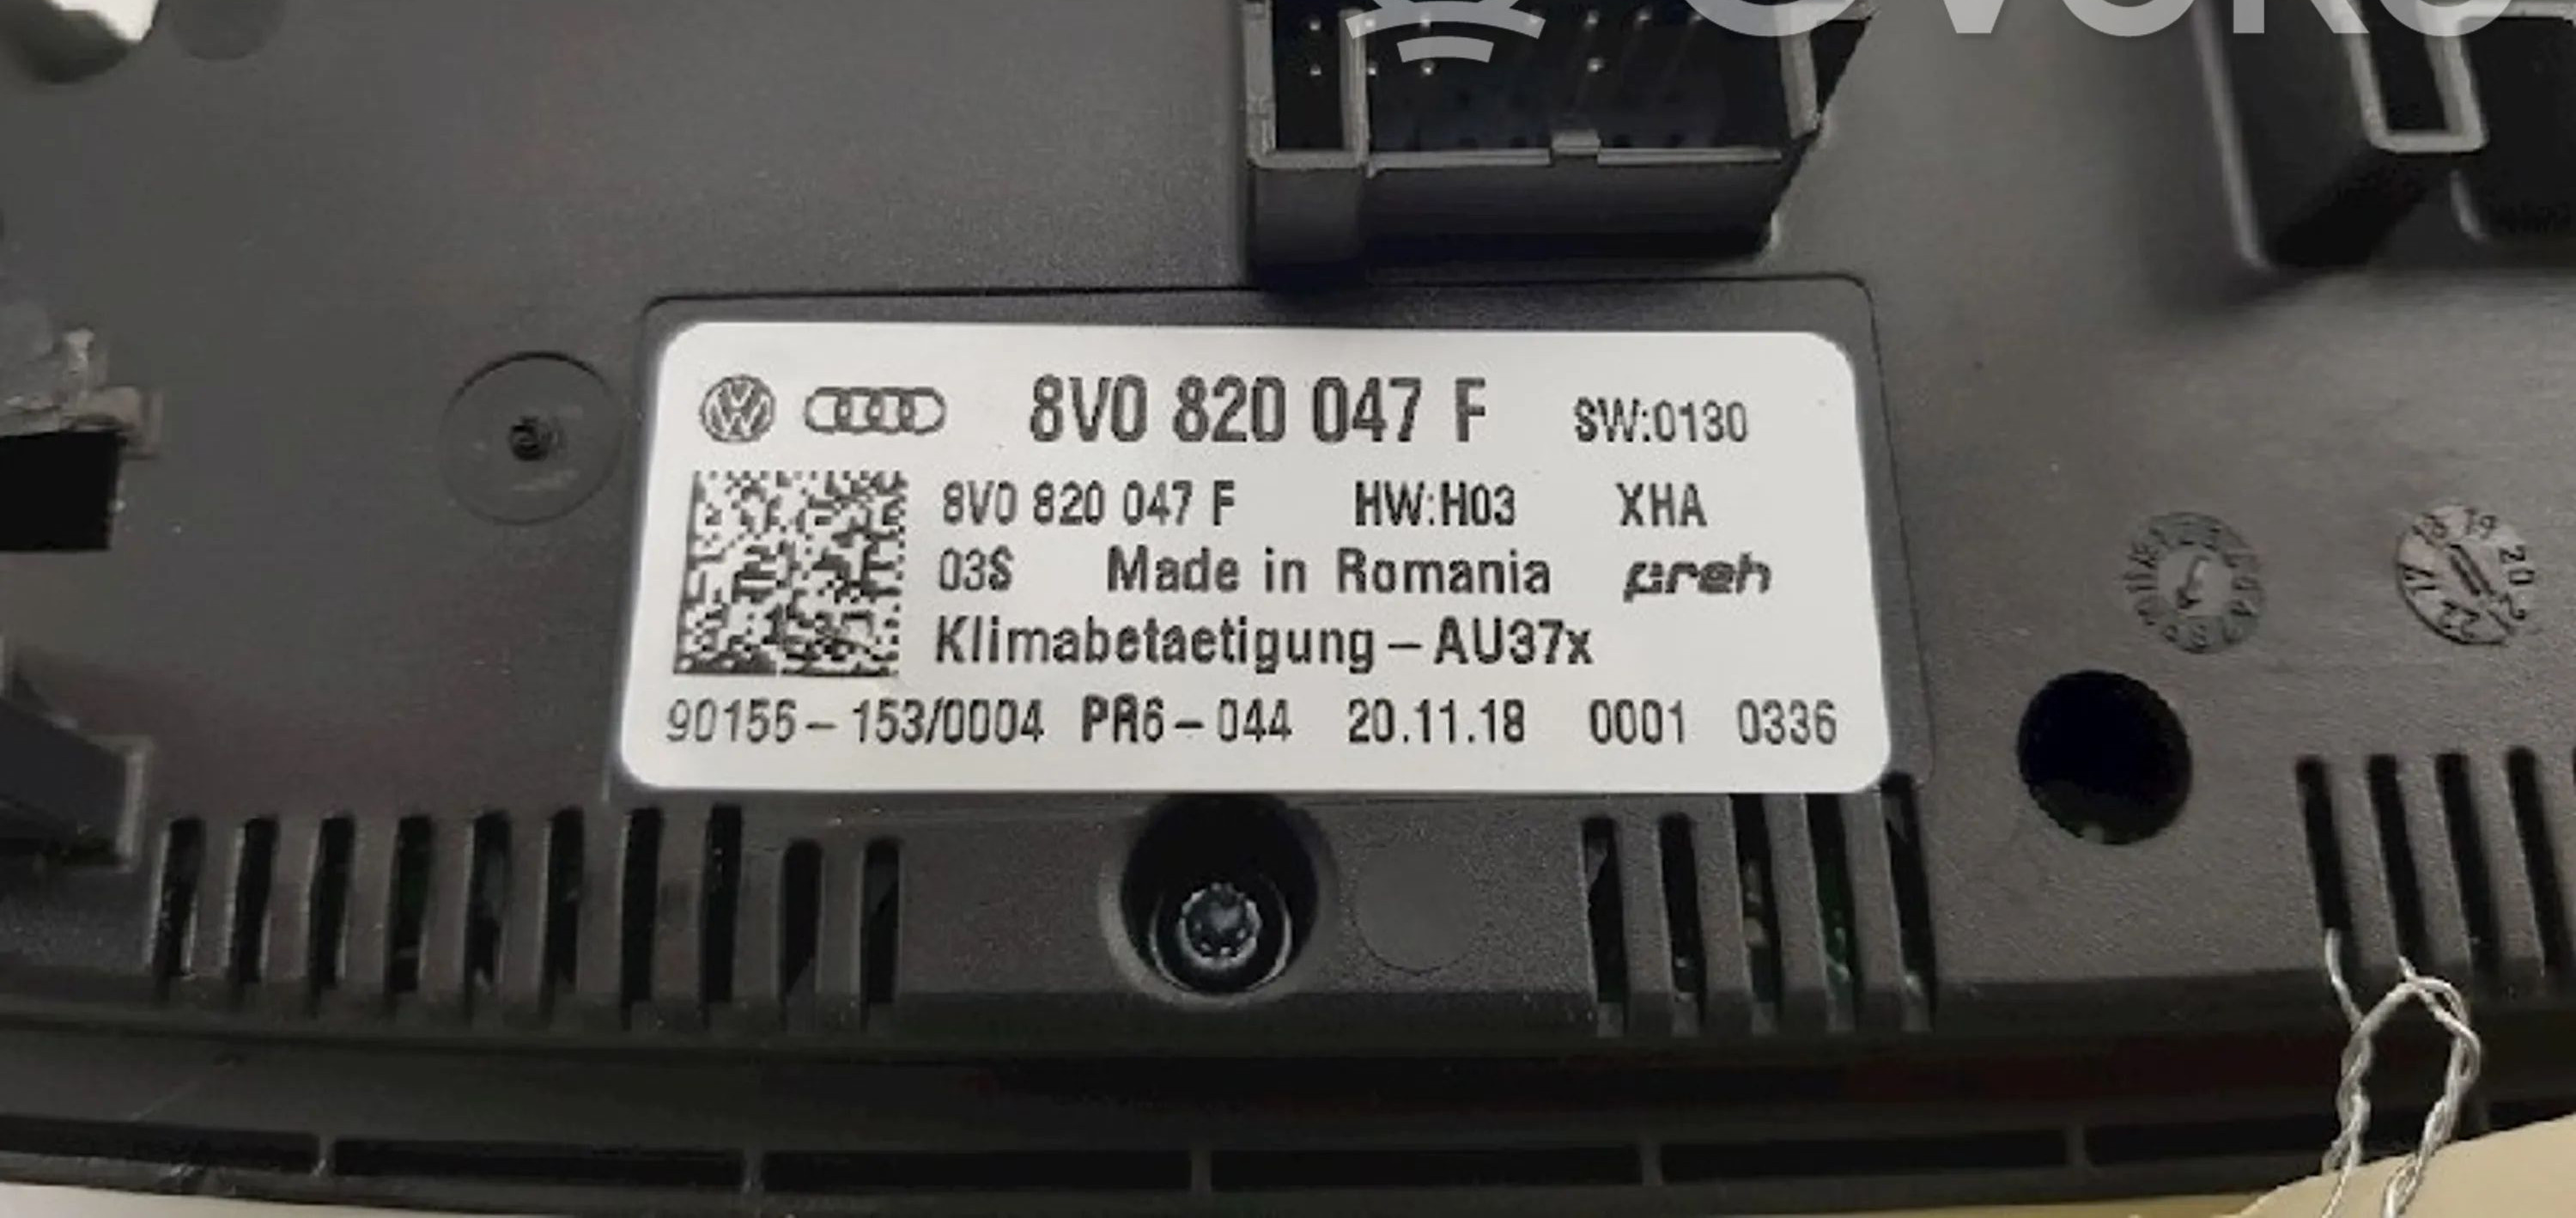 8V0 820 047 F SW:0130
8V0 820 047 F HW:H03 XHA
03S Made in Romania preh
Klimabetaetigung-AU37x
90155-153/0004 PR6-044 20.11.18 0001 0336